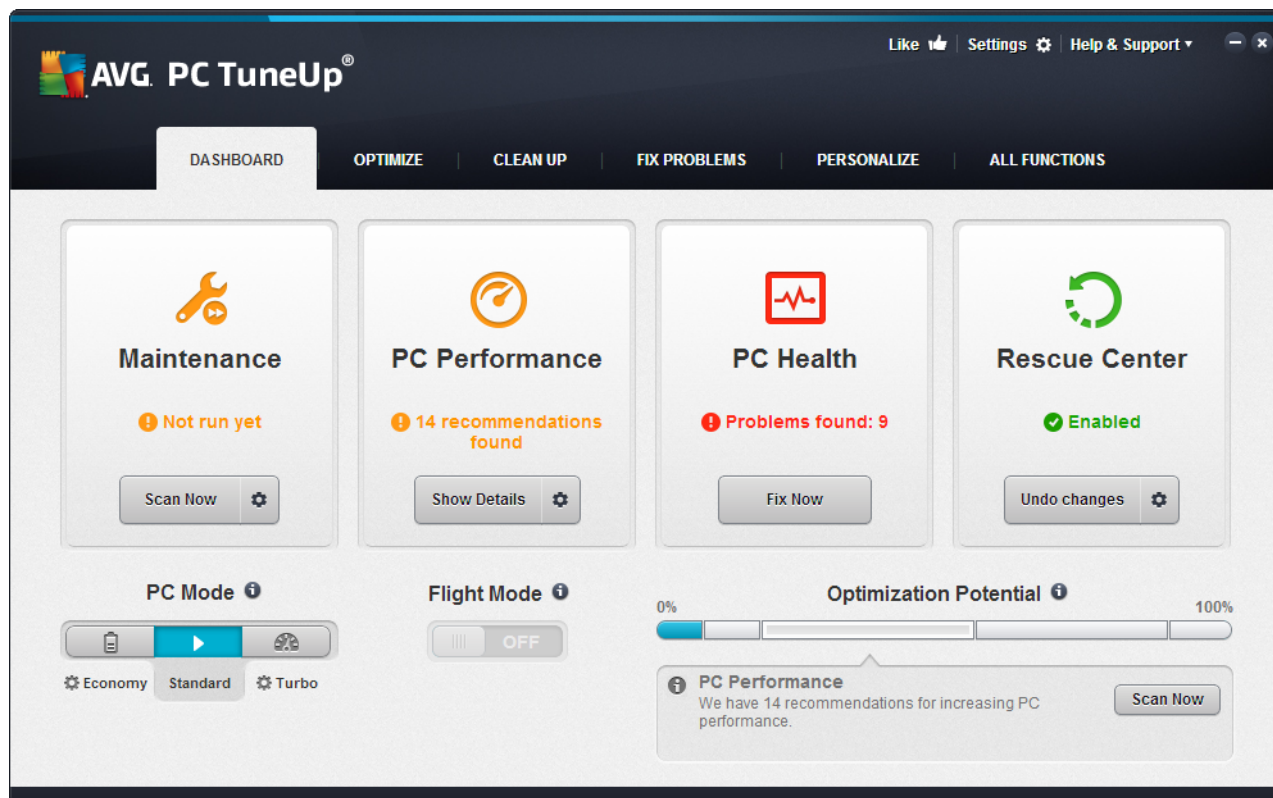 Like Settings Help & Support
AVG PC TuneUp®
DASHBOARD OPTIMIZE CLEAN UP FIX PROBLEMS PERSONALIZE ALL FUNCTIONS
Maintenance
Not run yet
Scan Now
PC Performance
14 recommendations
found
Show Details
PC Health
Problems found: 9
Fix Now
Rescue Center
Enabled
Undo changes
PC Mode
Economy Standard Turbo
Flight Mode
OFF
Optimization Potential
0% 100%
PC Performance
We have 14 recommendations for increasing PC
performance.
Scan Now